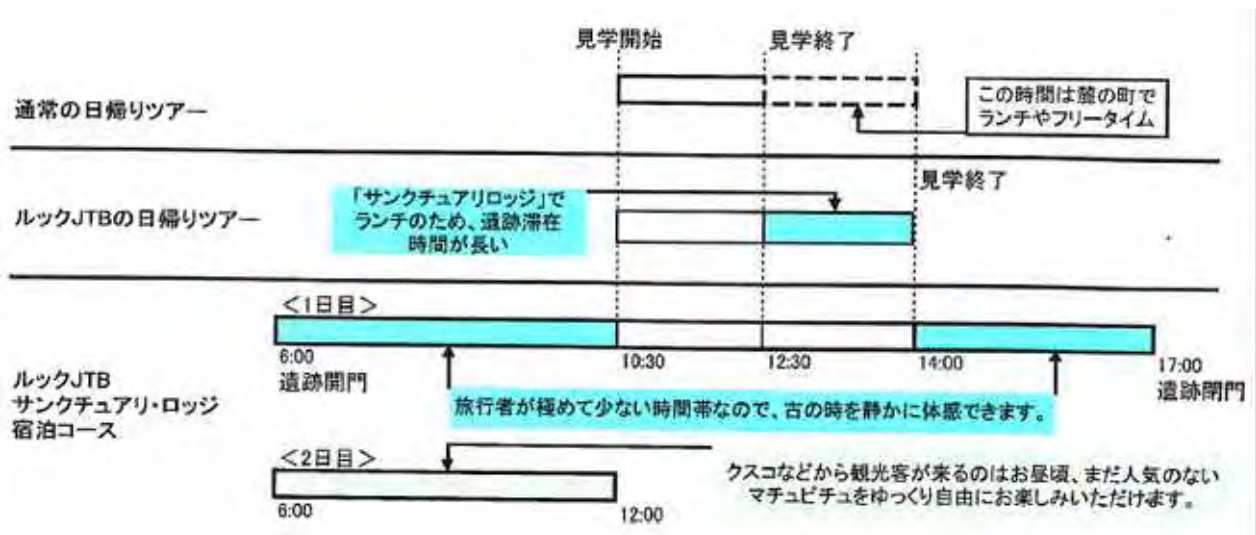 見学開始
見学終了
通常の日帰りツアー
この時間は麓の町で
ランチやフリータイム
見学終了
ルックJTBの日帰りツアー
「サンクチュアリロッジ」で
ランチのため、遺跡滞在
時間が長い
<1日目>
6:00
10:30
12:30
14:00
17:00
遺跡開門
遺跡閉門
ルックJTB
サンクチュアリ・ロッジ
宿泊コース
旅行者が極めて少ない時間帯なので、古の時を静かに体感できます。
<2日目>
クスコなどから観光客が来るのはお昼頃、まだ人気のない
マチュピチュをゆっくり自由にお楽しみいただけます。
6:00
12:00